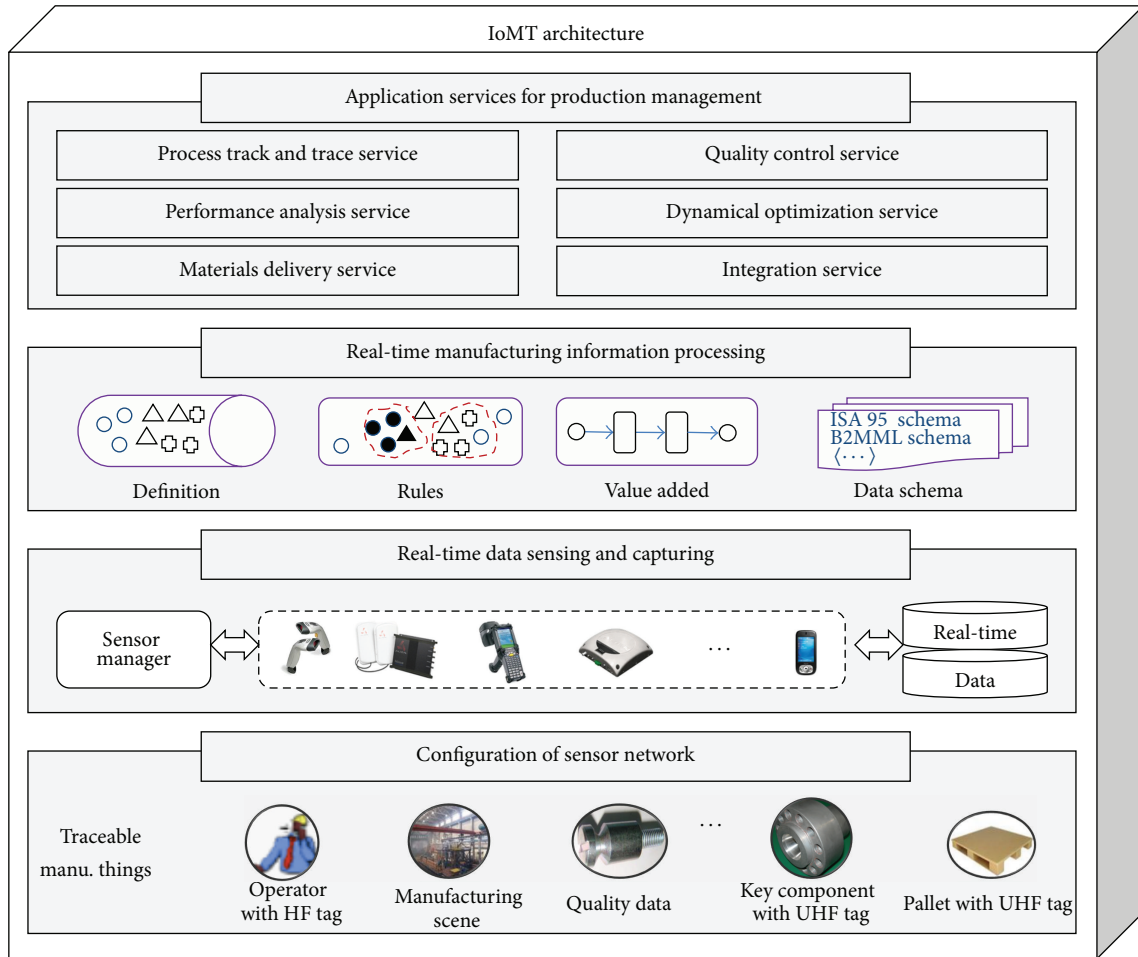 IoMT architecture
Application services for production management
Process track and trace service
Quality control service
Performance analysis service
Dynamical optimization service
Materials delivery service
Integration service
Real-time manufacturing information processing
ISA 95 schema
B2MML schema
⟨· · ·⟩
Definition
Rules
Value added
Data schema
Real-time data sensing and capturing
Sensor
manager
· · ·
Real-time
Data
Configuration of sensor network
Traceable
manu. things
· · ·
Operator
with HF tag
Manufacturing
scene
Quality data
Key component
with UHF tag
Pallet with UHF tag